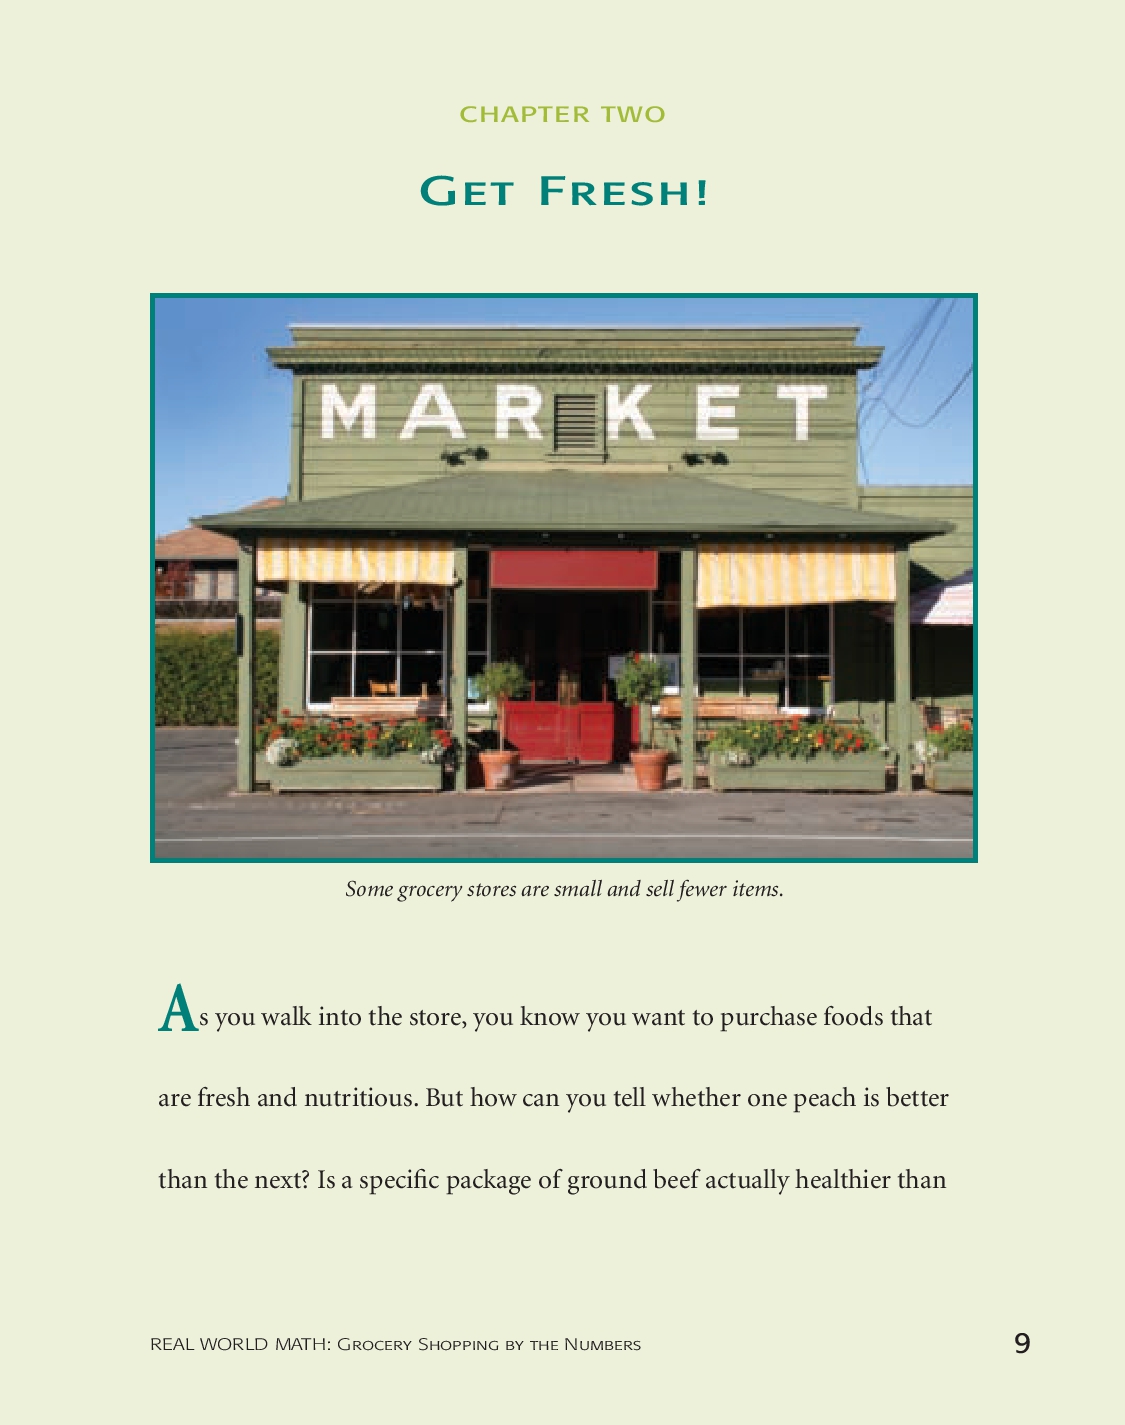 CHAPTER TWO
GET FRESH!
MARKET
Some grocery stores are small and sell fewer items.
As you walk into the store, you know you want to purchase foods that
are fresh and nutritious. But how can you tell whether one peach is better
than the next? Is a specific package of ground beef actually healthier than
REAL WORLD MATH: GROCERY SHOPPING BY THE NUMBERS
9